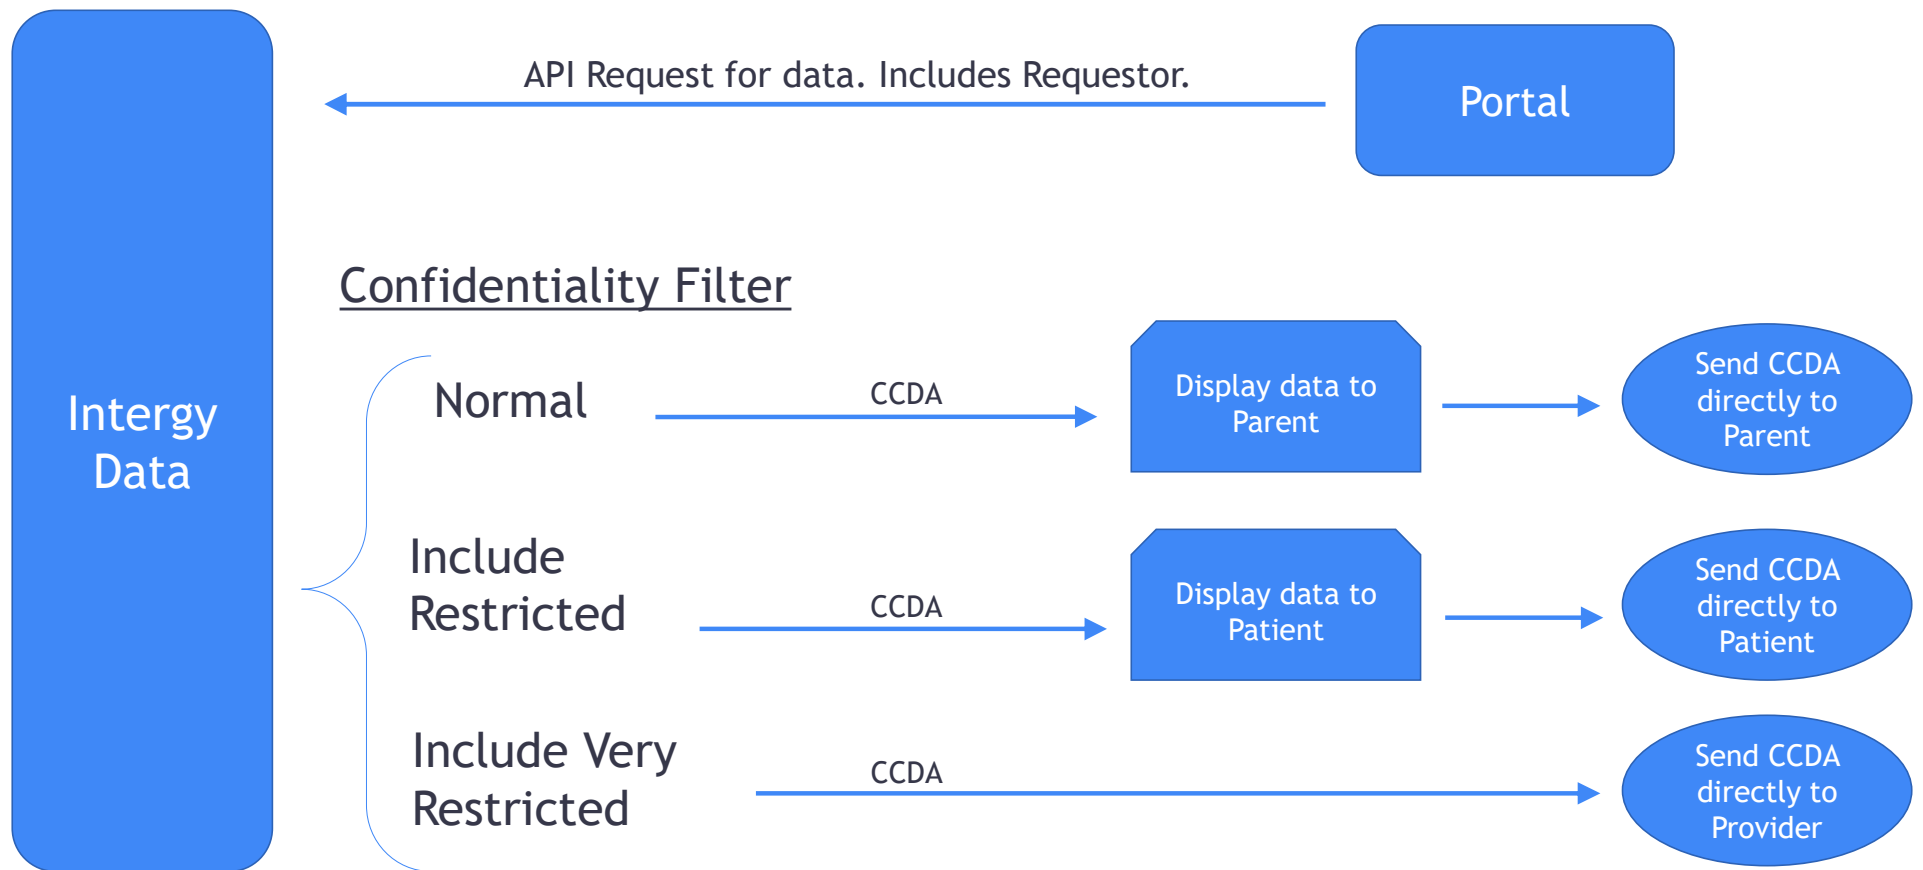 API Request for data. Includes Requestor.
Portal
Confidentiality Filter
Intergy
Data
Normal
CCDA
Display data to
Parent
Send CCDA
directly to
Parent
Include
Restricted
CCDA
Display data to
Patient
Send CCDA
directly to
Patient
Include Very
Restricted
CCDA
Send CCDA
directly to
Provider